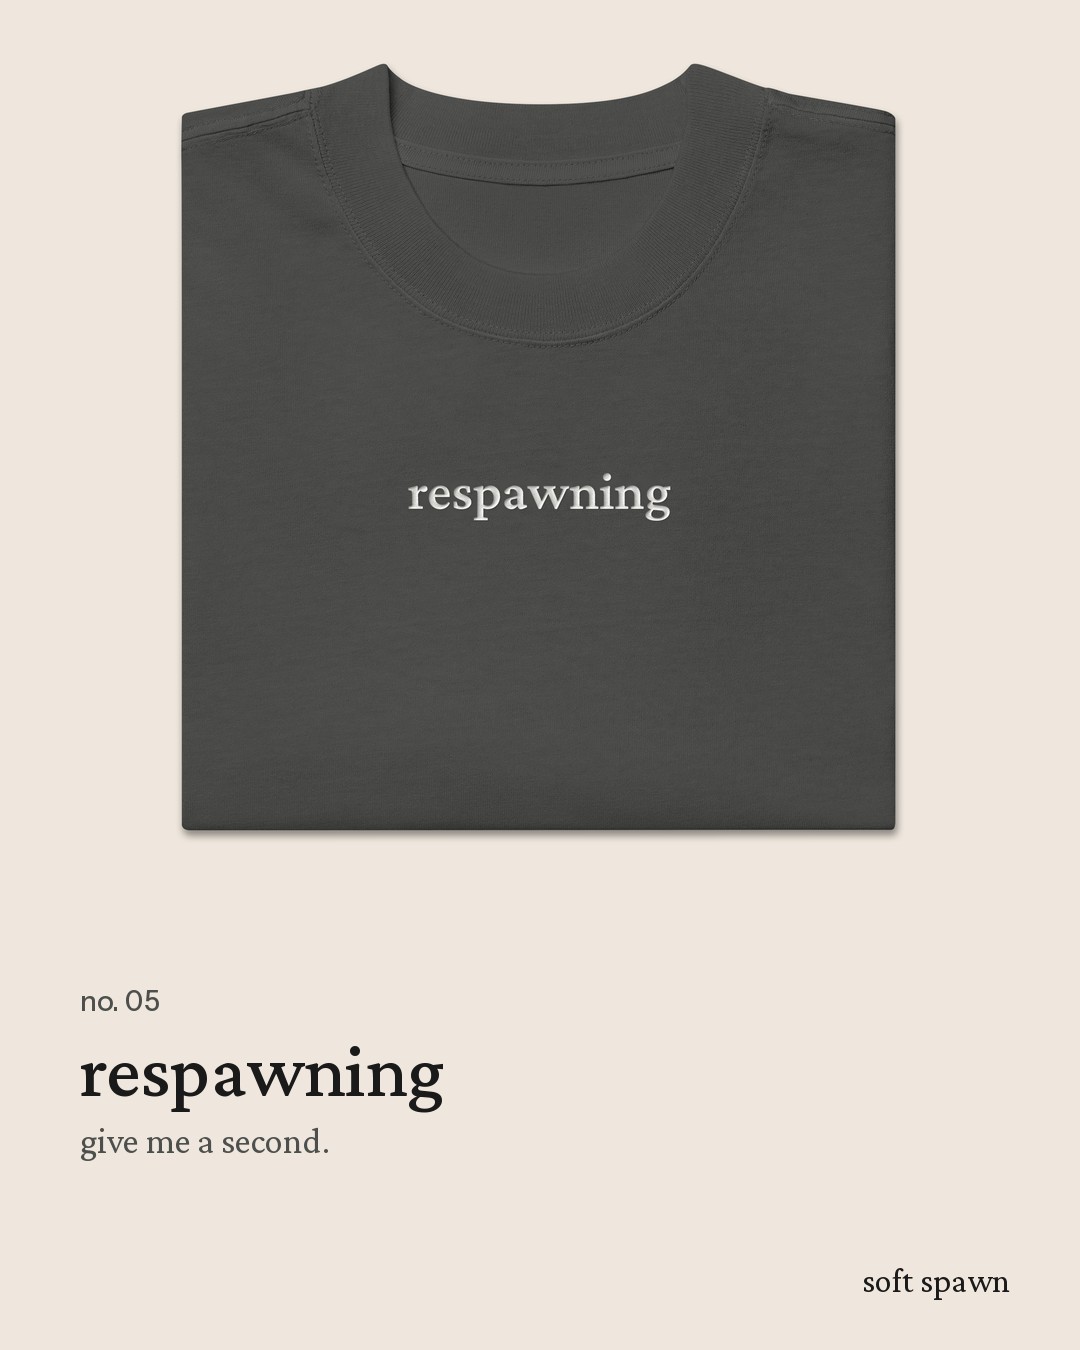 respawning
no. 05
respawning
give me a second.
soft spawn